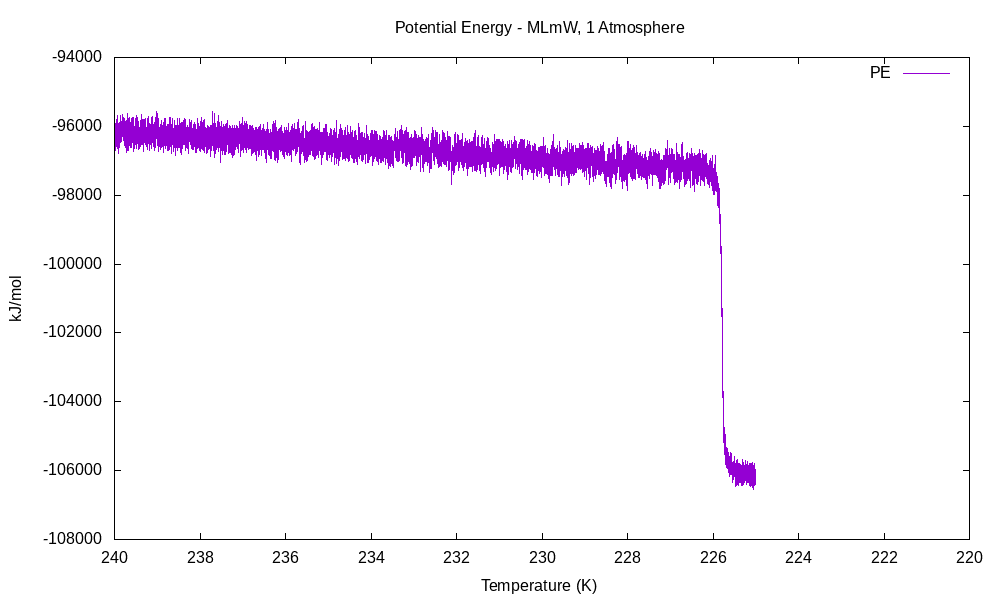 Potential Energy - MLmW, 1 Atmosphere
PE
-94000
-96000
-98000
-100000
-102000
-104000
-106000
-108000
kJ/mol
240 238 236 234 232 230 228 226 224 222 220
Temperature (K)